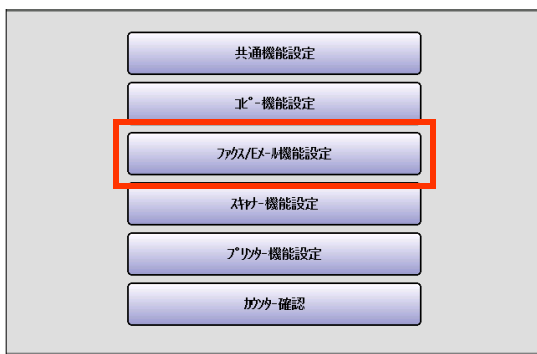 共通機能設定
ｺﾋﾟｰ機能設定
ﾌｧｸｽ/Eﾒｰﾙ機能設定
ｽｷｬﾅｰ機能設定
ﾌﾟﾘﾝﾀｰ機能設定
ｶｳﾝﾀｰ確認